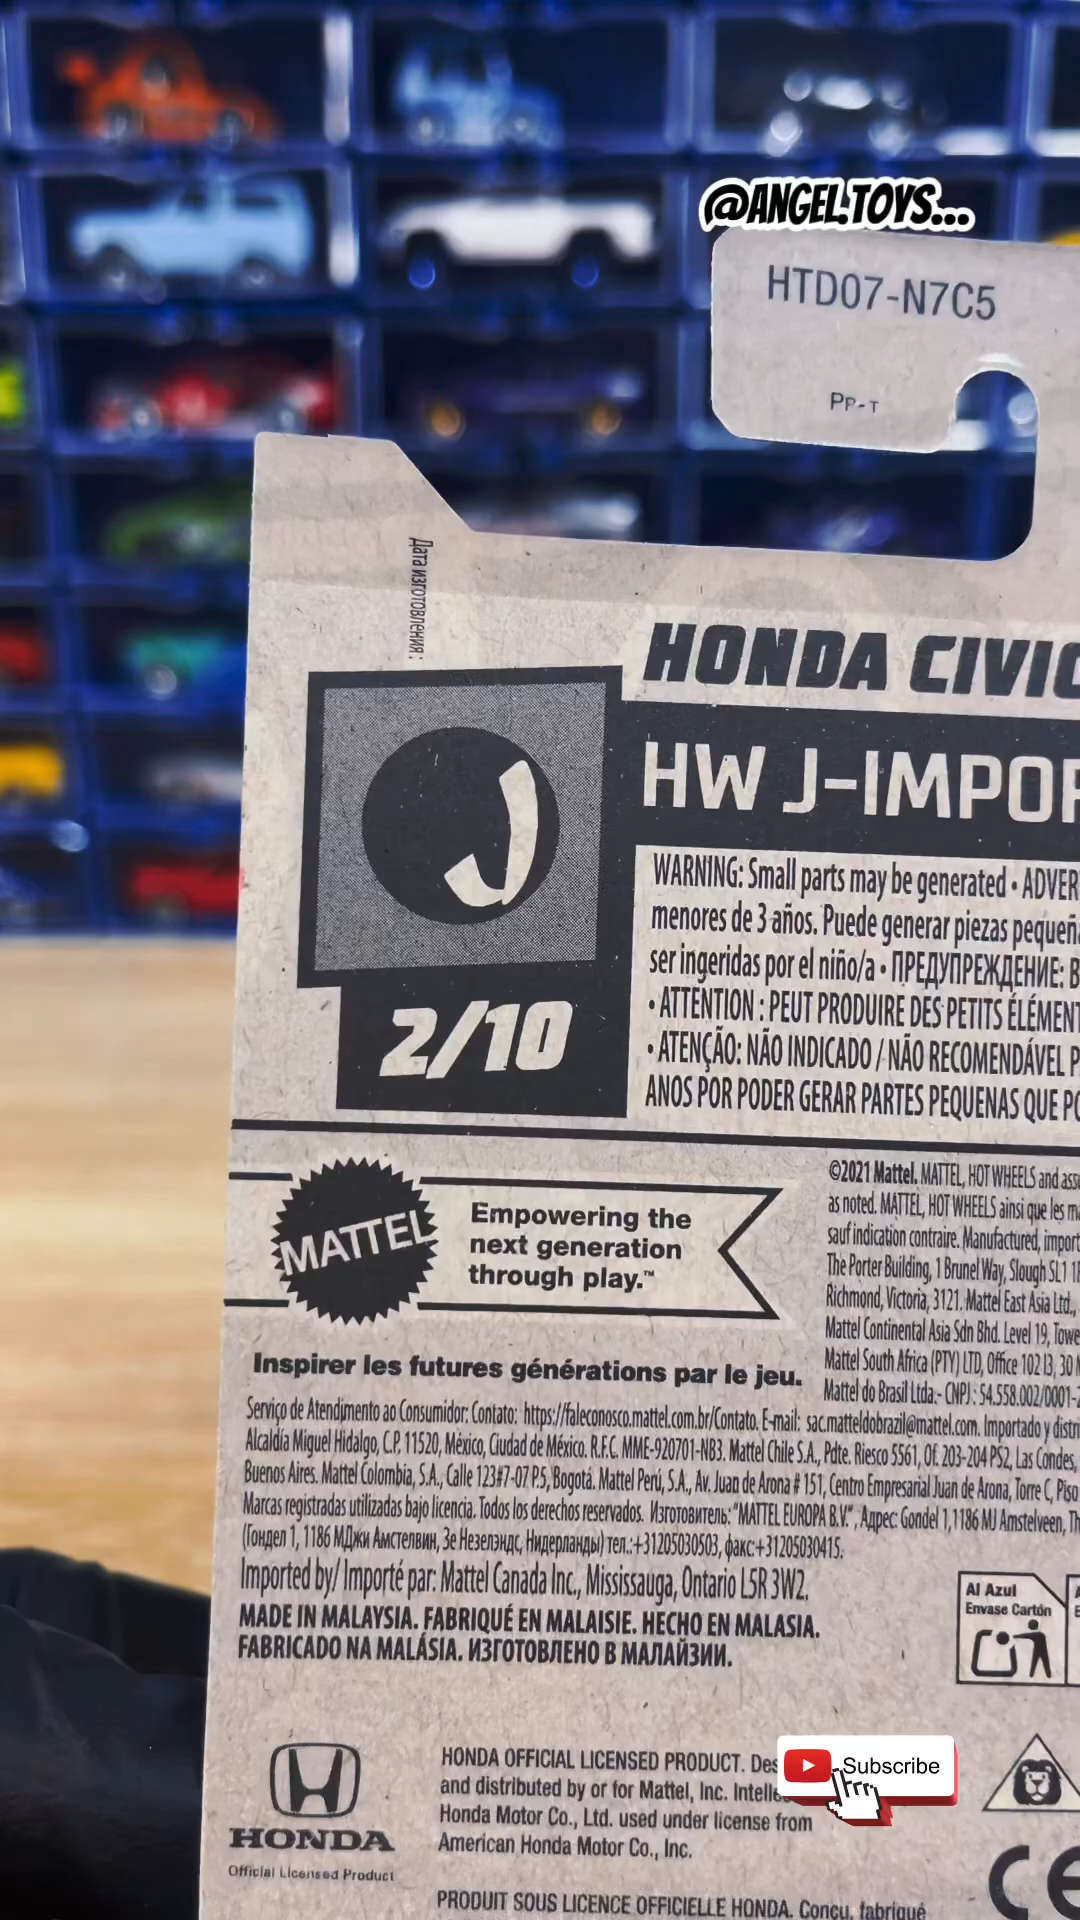 @ANGEL.TOYS...
HTD07-N7C5
PP-T
Дата изготовления :
HONDA CIVIC
HW J-IMPOR
J
2/10
WARNING: Small parts may be generated • ADVER
menores de 3 años. Puede generar piezas pequeña
ser ingeridas por el niño/a • ПРЕДУПРЕЖДЕНИЕ: В
• ATTENTION : PEUT PRODUIRE DES PETITS ÉLÉMENT
• ATENÇÃO: NÃO INDICADO / NÃO RECOMENDÁVEL P
ANOS POR PODER GERAR PARTES PEQUENAS QUE PO
MATTEL
Empowering the
next generation
through play.™
©2021 Mattel. MATTEL, HOT WHEELS and asso
as noted. MATTEL, HOT WHEELS ainsi que les ma
sauf indication contraire. Manufactured, import
The Porter Building, 1 Brunel Way, Slough SL1 1F
Richmond, Victoria, 3121. Mattel East Asia Ltd.,
Mattel Continental Asia Sdn Bhd. Level 19, Towe
Mattel South Africa (PTY) LTD, Office 102 I3, 30
Mattel do Brasil Ltda.- CNPJ : 54.558.002/0001-
Inspirer les futures générations par le jeu.
Serviço de Atendimento ao Consumidor: Contato: https://faleconosco.mattel.com.br/Contato. E-mail: sac.matteldobrazil@mattel.com. Importado y distri
Alcaldía Miguel Hidalgo, C.P. 11520, México, Ciudad de México. R.F.C. MME-920701-NB3. Mattel Chile S.A., Pdte. Riesco 5561, Of. 203-204 PS2, Las Condes,
Buenos Aires. Mattel Colombia, S.A., Calle 123#7-07 P.5, Bogotá. Mattel Perú, S.A., Av. Juan de Arona # 151, Centro Empresarial Juan de Arona, Torre C, Piso
Marcas registradas utilizadas bajo licencia. Todos los derechos reservados. Изготовитель: "MATTEL EUROPA B.V." , Адрес: Gondel 1, 1186 MJ Amstelveen, Th
(Гондел 1, 1186 МДжи Амстелвин, Зе Незелэндс, Нидерланды) тел.:+31205030503, факс:+31205030415.
Imported by/ Importé par: Mattel Canada Inc., Mississauga, Ontario L5R 3W2.
MADE IN MALAYSIA. FABRIQUÉ EN MALAISIE. HECHO EN MALASIA.
FABRICADO NA MALÁSIA. ИЗГОТОВЛЕНО В МАЛАЙЗИИ.
Al Azul
Envase Cartón
HONDA
Official Licensed Product
HONDA OFFICIAL LICENSED PRODUCT. Des
and distributed by or for Mattel, Inc. Intelle
Honda Motor Co., Ltd. used under license from
American Honda Motor Co., Inc.
Subscribe
CE
PRODUIT SOUS LICENCE OFFICIELLE HONDA. Conçu, fabriqué